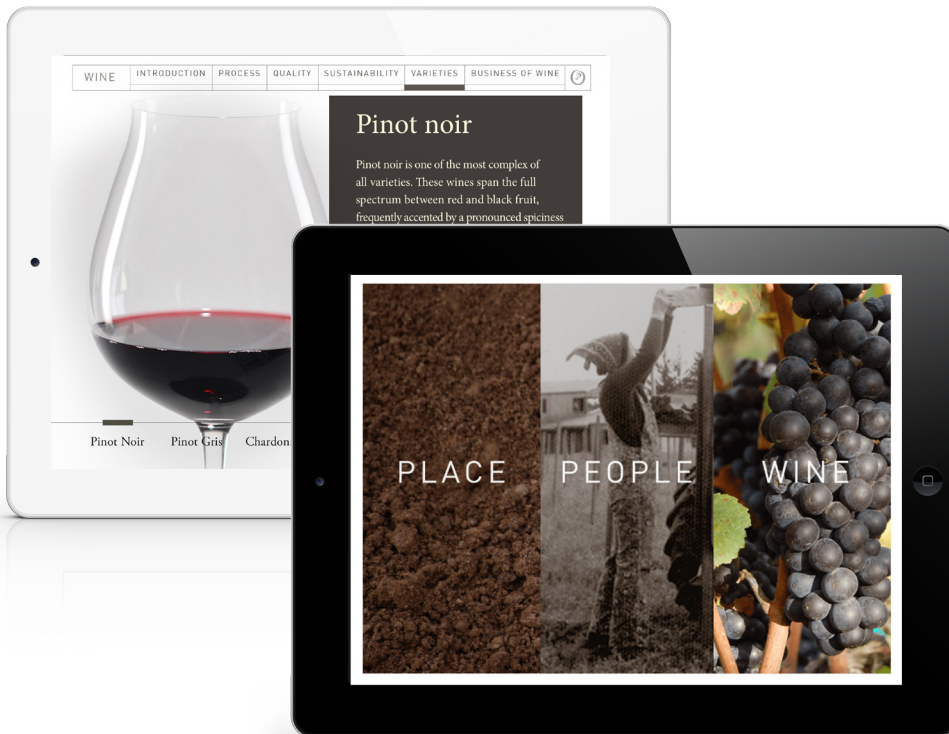 WINE
INTRODUCTION
PROCESS
QUALITY
SUSTAINABILITY
VARIETIES
BUSINESS OF WINE
Pinot noir
Pinot noir is one of the most complex of
all varieties. These wines span the full
spectrum between red and black fruit,
frequently accented by a pronounced spiciness
Pinot Noir
Pinot Gris
Chardon
PLACE
PEOPLE
WINE